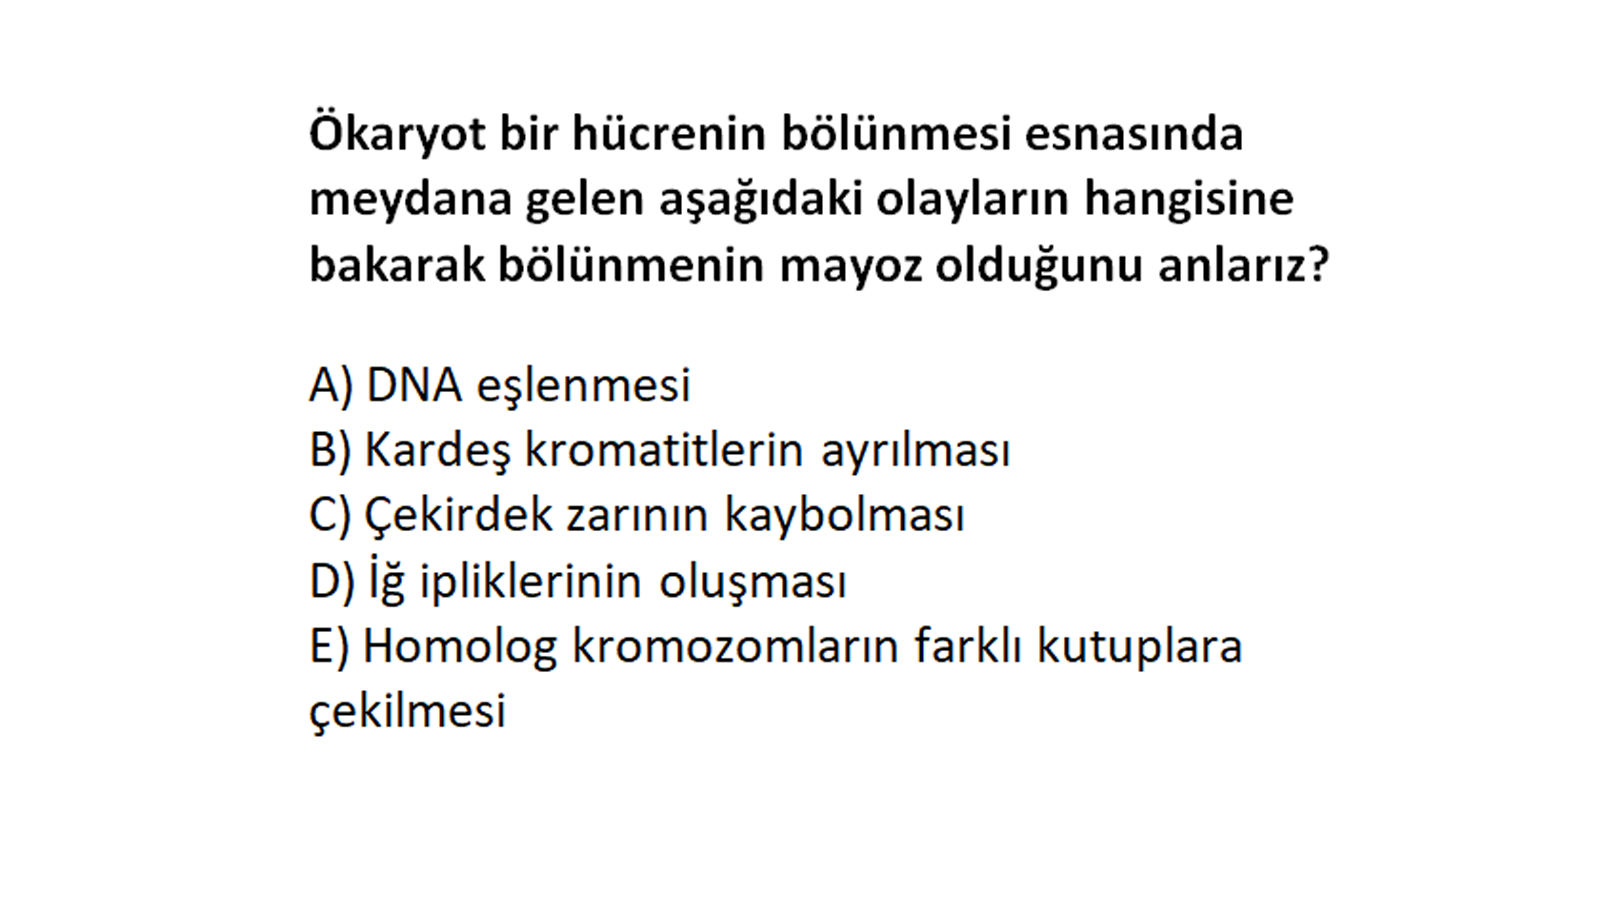 Ökaryot bir hücrenin bölünmesi esnasında
meydana gelen aşağıdaki olayların hangisine
bakarak bölünmenin mayoz olduğunu anlarız?
A) DNA eşlenmesi
B) Kardeş kromatitlerin ayrılması
C) Çekirdek zarının kaybolması
D) İğ ipliklerinin oluşması
E) Homolog kromozomların farklı kutuplara
çekilmesi